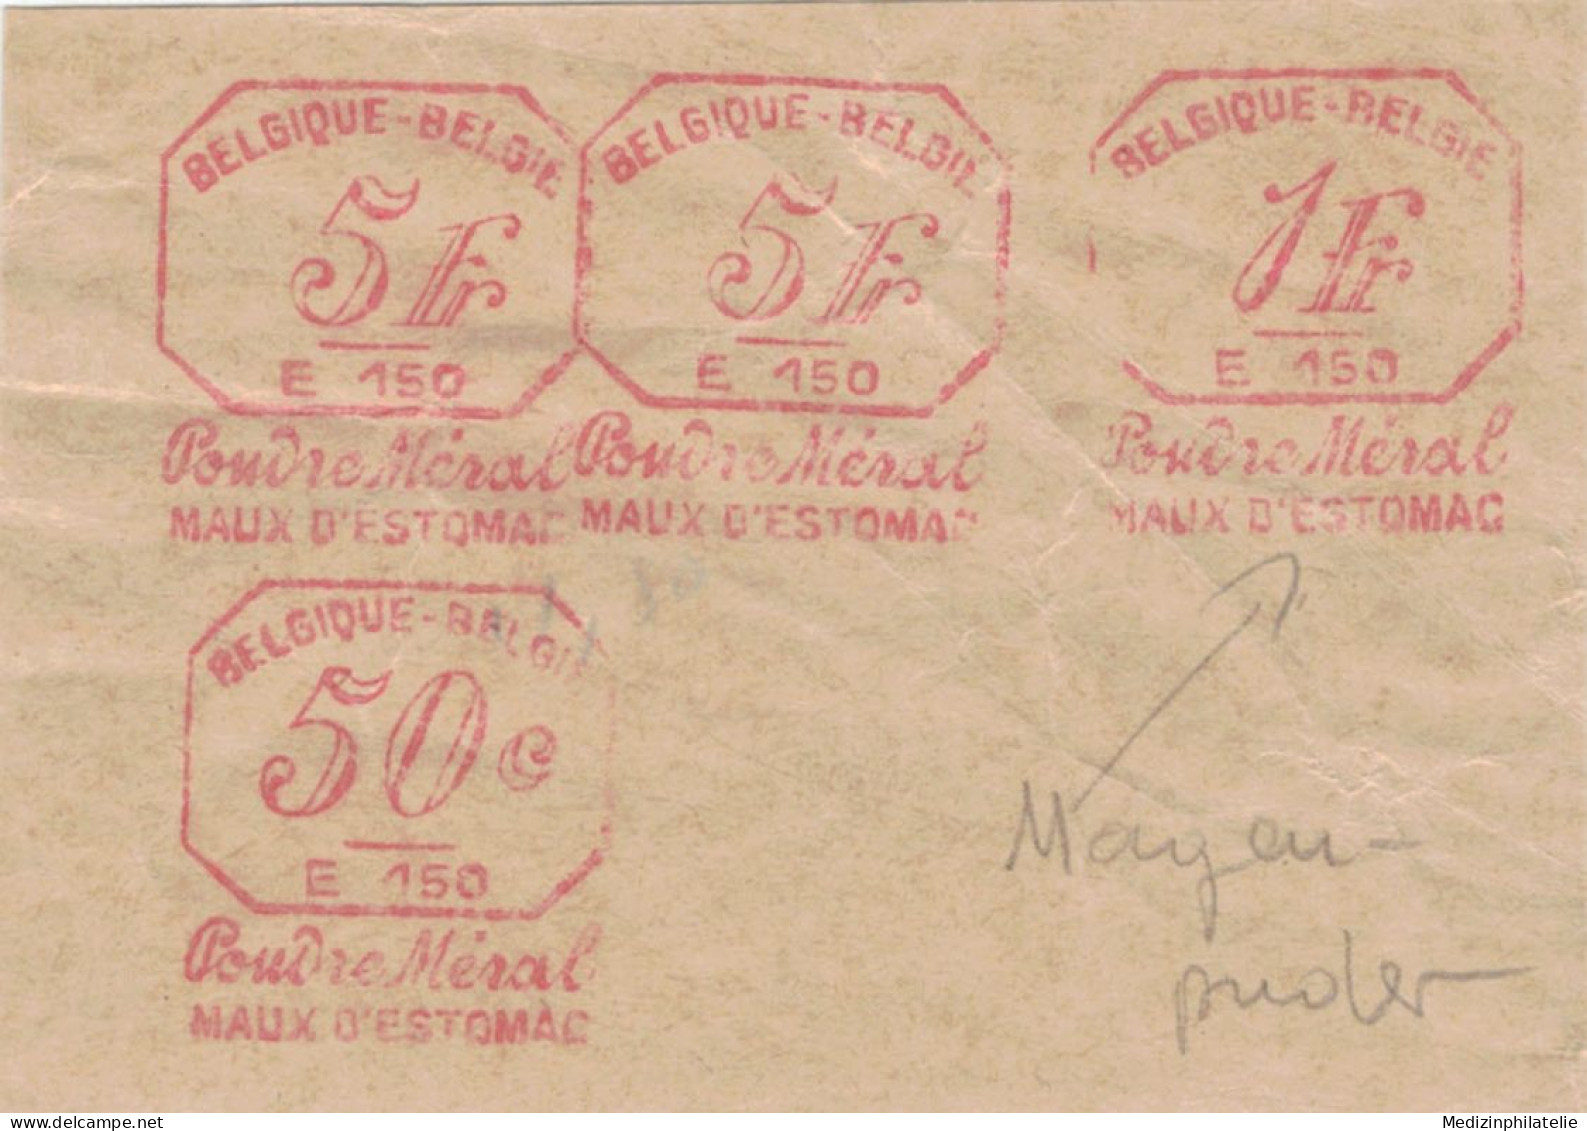 BELGIQUE-BELGIE
5 Fr
E 150
Poudre Méral
MAUX D'ESTOMAC
BELGIQUE-BELGIE
5 Fr
E 150
Poudre Méral
MAUX D'ESTOMAC
BELGIQUE-BELGIE
1 Fr
E 150
Poudre Méral
MAUX D'ESTOMAC
BELGIQUE-BELGIE
50 c
E 150
Poudre Méral
MAUX D'ESTOMAC
Magen-
puder
www.delcampe.net
Medizinphilatelie